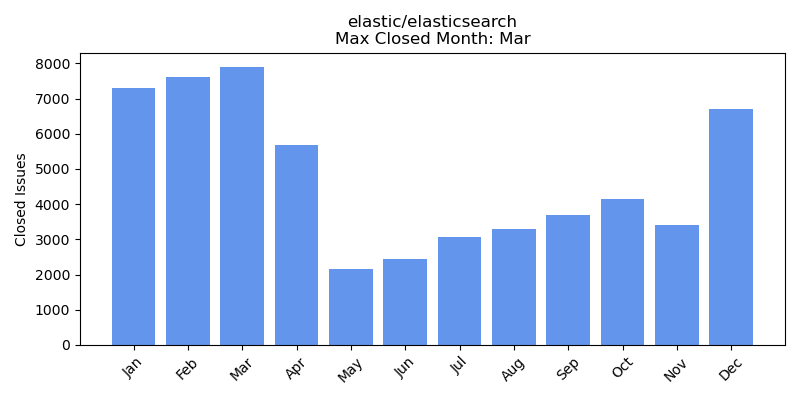 elastic/elasticsearch
Max Closed Month: Mar
Closed Issues
8000
7000
6000
5000
4000
3000
2000
1000
0
Jan
Feb
Mar
Apr
May
Jun
Jul
Aug
Sep
Oct
Nov
Dec